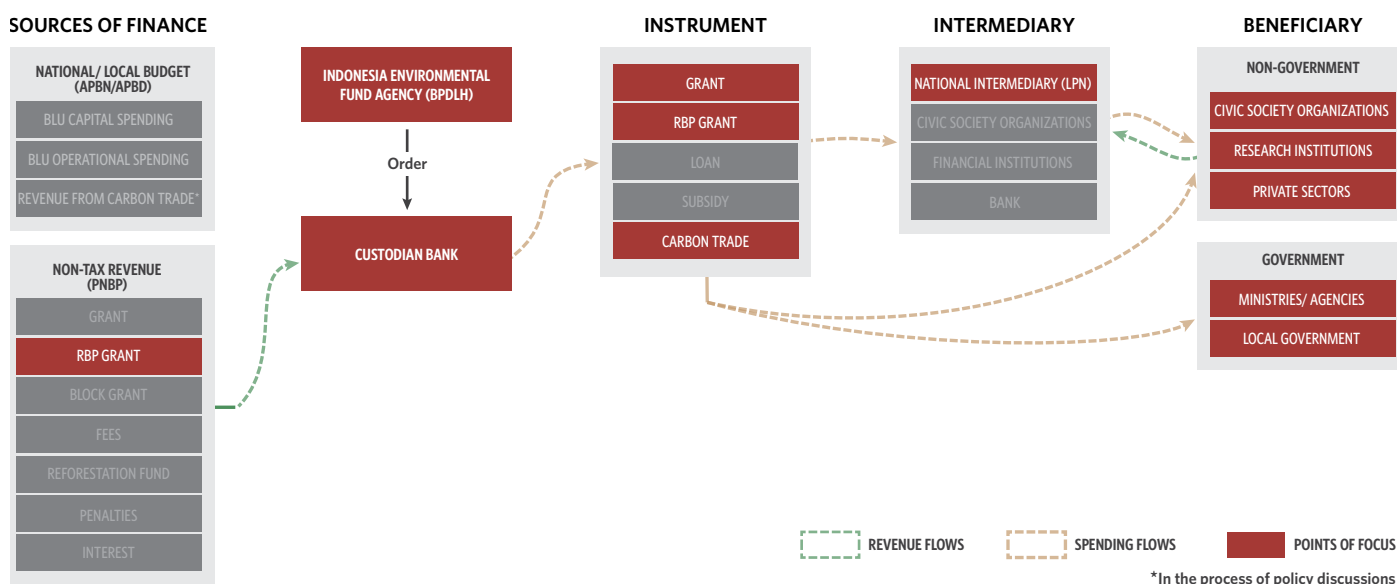 SOURCES OF FINANCE
NATIONAL/ LOCAL BUDGET
(APBN/APBD)
BLU CAPITAL SPENDING
BLU OPERATIONAL SPENDING
REVENUE FROM CARBON TRADE*
NON-TAX REVENUE
(PNBP)
GRANT
RBP GRANT
BLOCK GRANT
FEES
REFORESTATION FUND
PENALTIES
INTEREST
INDONESIA ENVIRONMENTAL
FUND AGENCY (BPDLH)
Order
CUSTODIAN BANK
INSTRUMENT
GRANT
RBP GRANT
LOAN
SUBSIDY
CARBON TRADE
INTERMEDIARY
NATIONAL INTERMEDIARY (LPN)
CIVIC SOCIETY ORGANIZATIONS
FINANCIAL INSTITUTIONS
BANK
BENEFICIARY
NON-GOVERNMENT
CIVIC SOCIETY ORGANIZATIONS
RESEARCH INSTITUTIONS
PRIVATE SECTORS
GOVERNMENT
MINISTRIES/ AGENCIES
LOCAL GOVERNMENT
REVENUE FLOWS
SPENDING FLOWS
POINTS OF FOCUS
*In the process of policy discussions